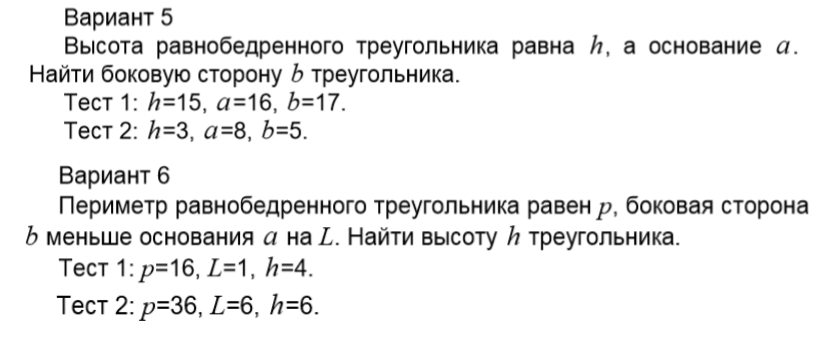 Вариант 5
Высота равнобедренного треугольника равна h, а основание a.
Найти боковую сторону b треугольника.
Тест 1: h=15, a=16, b=17.
Тест 2: h=3, a=8, b=5.
Вариант 6
Периметр равнобедренного треугольника равен p, боковая сторона
b меньше основания a на L. Найти высоту h треугольника.
Тест 1: p=16, L=1, h=4.
Тест 2: p=36, L=6, h=6.